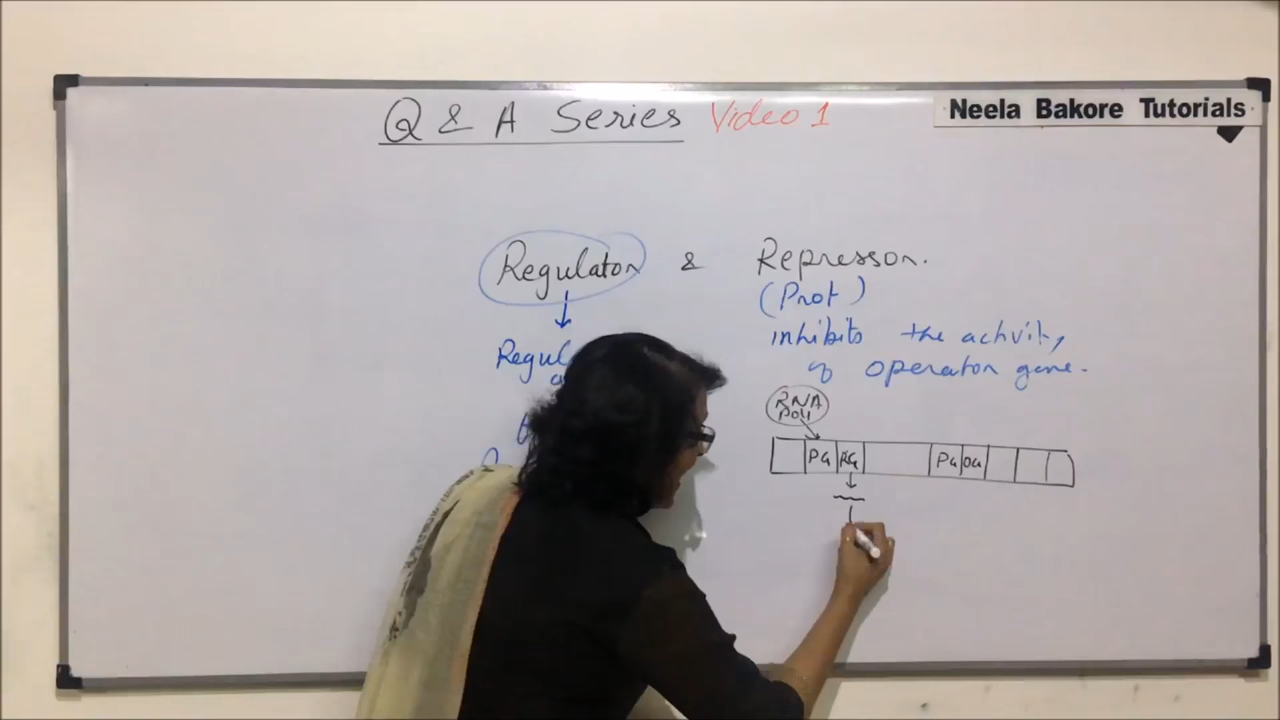 Q & A Series Video 1
Neela Bakore Tutorials
Regulator & Repressor.
(Prot)
inhibits the activity
of operator gene.
Regul
RNA
Poly
PG RG PG OG